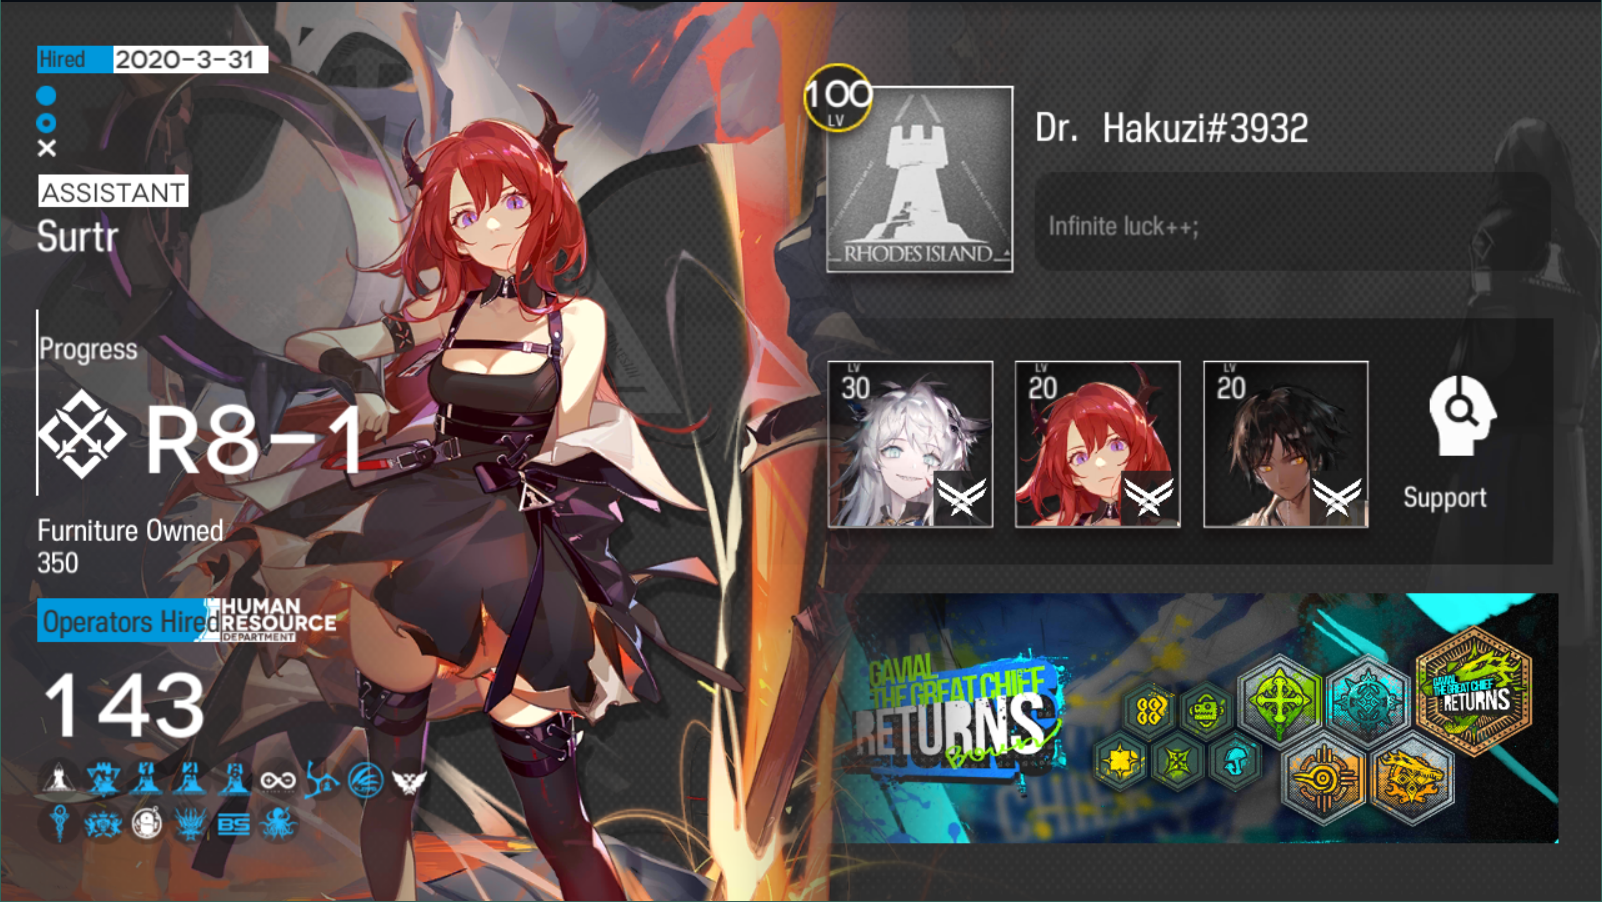 Hired 2020-3-31
ASSISTANT
Surtr
Progress
R8-1
Furniture Owned
350
Operators Hired
HUMAN
RESOURCE
DEPARTMENT
143
BS
100
LV
RHODES ISLAND
Dr. Hakuzi#3932
Infinite luck++;
LV
30
LV
20
LV
20
Support
GAVIAL
THE GREAT CHIEF
RETURNS
GAVIAL
THE GREAT CHIEF
RETURNS